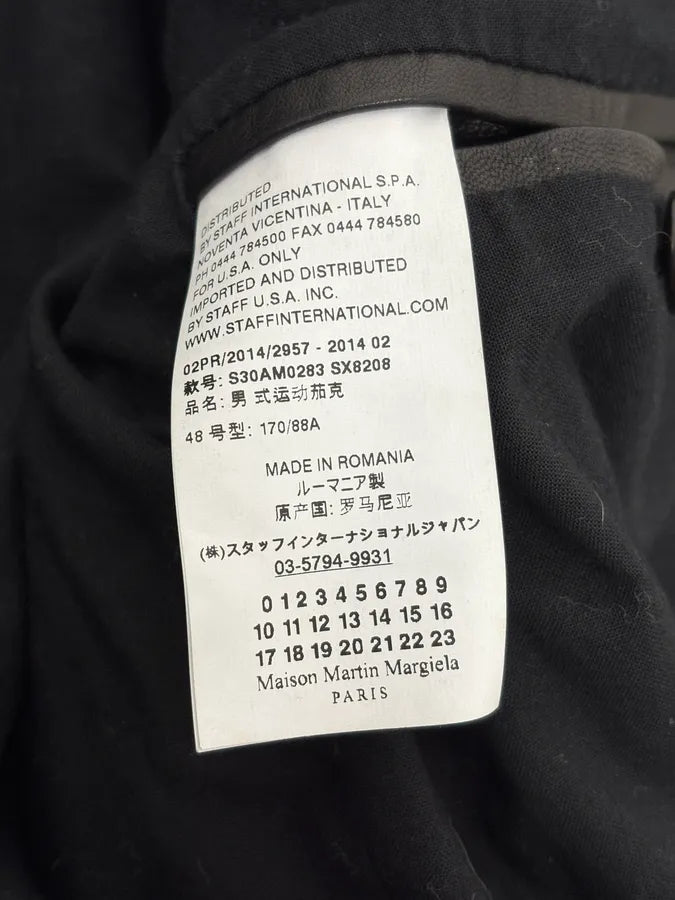 DISTRIBUTED
BY STAFF INTERNATIONAL S.P.A.
NOVENTA VICENTINA - ITALY
PH 0444 784500 FAX 0444 784580
FOR U.S.A. ONLY
IMPORTED AND DISTRIBUTED
BY STAFF U.S.A. INC.
WWW.STAFFINTERNATIONAL.COM
02PR/2014/2957 - 2014 02
款号: S30AM0283 SX8208
品名: 男 式运动茄克
48 号型: 170/88A
MADE IN ROMANIA
ルーマニア製
原产国: 罗马尼亚
(株)スタッフインターナショナルジャパン
03-5794-9931
0 1 2 3 4 5 6 7 8 9
10 11 12 13 14 15 16
17 18 19 20 21 22 23
Maison Martin Margiela
PARIS